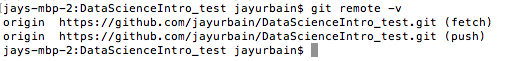 jays-mbp-2:DataScienceIntro_test jayurbain$ git remote -v
origin  https://github.com/jayurbain/DataScienceIntro_test.git (fetch)
origin  https://github.com/jayurbain/DataScienceIntro_test.git (push)
jays-mbp-2:DataScienceIntro_test jayurbain$